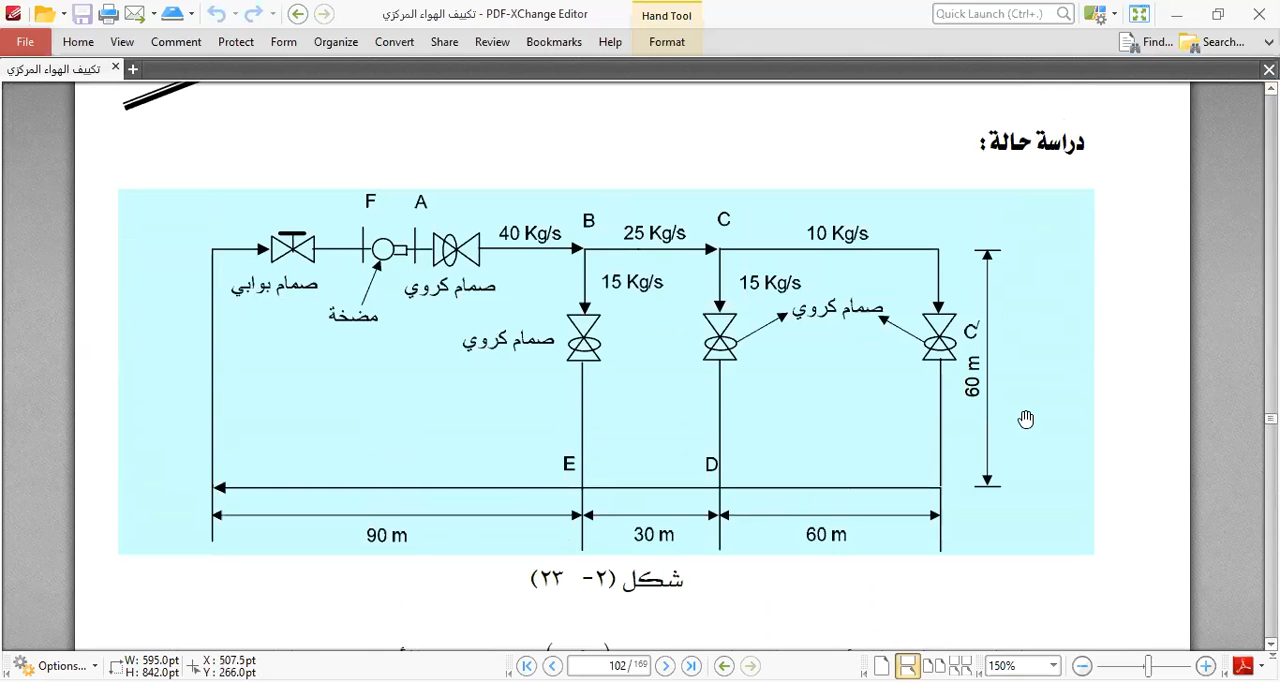 تكييف الهواء المركزي - PDF-XChange Editor
Hand Tool
Quick Launch (Ctrl+.)
File Home View Comment Protect Form Organize Convert Share Review Bookmarks Help Format
Find... Search...
تكييف الهواء المركزي
دراسة حالة:
F A B C
40 Kg/s 25 Kg/s 10 Kg/s
صمام بوابي
صمام كروي
مضخة
15 Kg/s
15 Kg/s
صمام كروي
صمام كروي
C/
60 m
E D
90 m 30 m 60 m
شكل (٢- ٢٣)
Options...
W: 595.0pt
H: 842.0pt
X: 507.5pt
Y: 266.0pt
102 / 169
150%